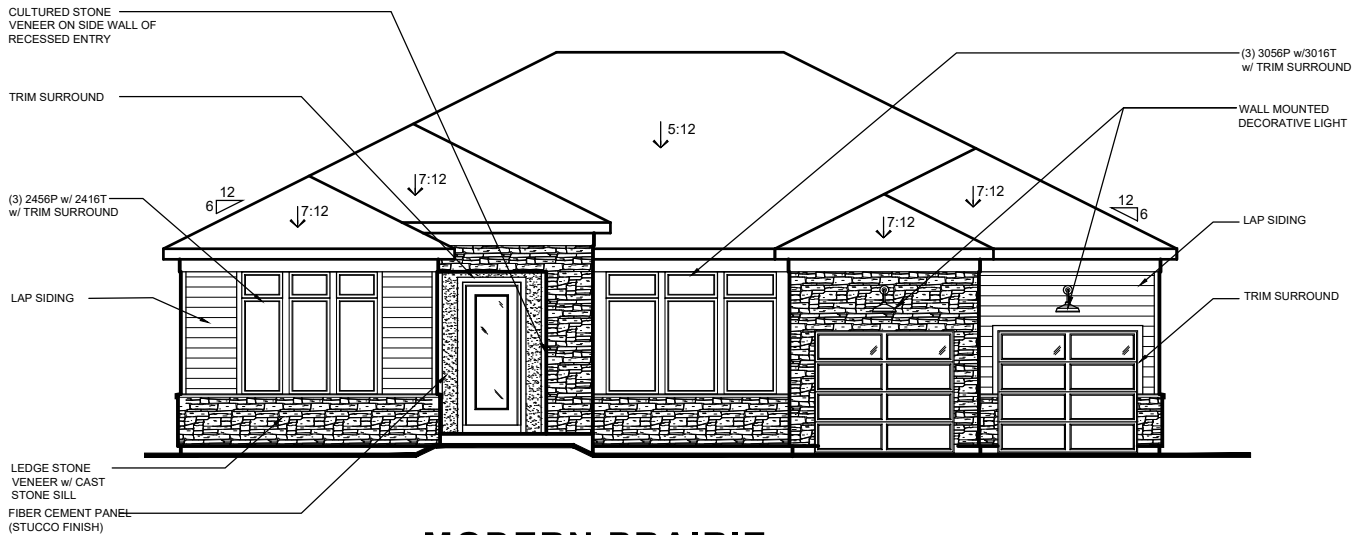 CULTURED STONE
VENEER ON SIDE WALL OF
RECESSED ENTRY
TRIM SURROUND
(3) 2456P w/ 2416T
w/ TRIM SURROUND
LAP SIDING
LEDGE STONE
VENEER w/ CAST
STONE SILL
FIBER CEMENT PANEL
(STUCCO FINISH)
12
6
7:12
7:12
5:12
7:12
7:12
12
6
(3) 3056P w/3016T
w/ TRIM SURROUND
WALL MOUNTED
DECORATIVE LIGHT
LAP SIDING
TRIM SURROUND
MODERN PRAIRIE